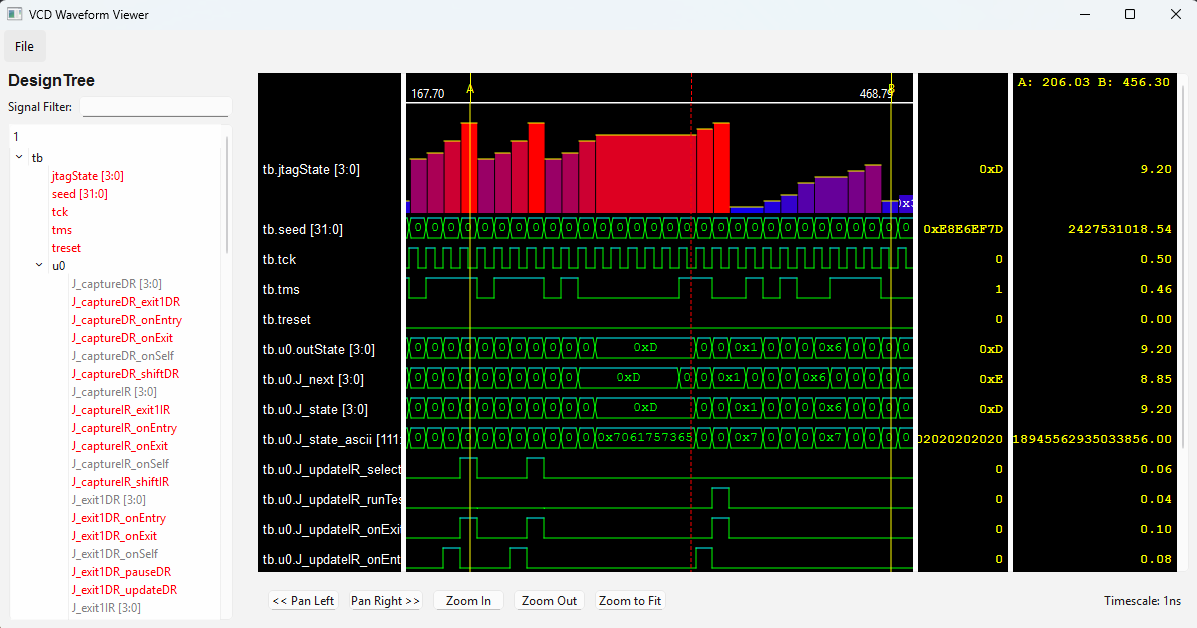 VCD Waveform Viewer
File
DesignTree
Signal Filter:
1
tb
jtagState [3:0]
seed [31:0]
tck
tms
treset
u0
J_captureDR [3:0]
J_captureDR_exit1DR
J_captureDR_onEntry
J_captureDR_onExit
J_captureDR_onSelf
J_captureDR_shiftDR
J_captureIR [3:0]
J_captureIR_exit1IR
J_captureIR_onEntry
J_captureIR_onExit
J_captureIR_onSelf
J_captureIR_shiftIR
J_exit1DR [3:0]
J_exit1DR_onEntry
J_exit1DR_onExit
J_exit1DR_onSelf
J_exit1DR_pauseDR
J_exit1DR_updateDR
J_exit1IR [3:0]
167.70 A 468.79 B A: 206.03 B: 456.30
tb.jtagState [3:0] 0xD 9.20
tb.seed [31:0] 0 0 0 0 0 0 0 0 0 0 0 0 0 0 0 0 0 0 0 0 0 0 0 0 0 0 0 0 0 0 0xE8E6EF7D 2427531018.54
tb.tck 0 0.50
tb.tms 1 0.46
tb.treset 0 0.00
tb.u0.outState [3:0] 0 0 0 0 0 0 0 0 0 0 0 0xD 0 0 0x1 0 0 0 0x6 0 0 0 0 0xD 9.20
tb.u0.J_next [3:0] 0 0 0 0 0 0 0 0 0 0 0xD 0 0 0x1 0 0 0 0x6 0 0 0 0 0 0xE 8.85
tb.u0.J_state [3:0] 0 0 0 0 0 0 0 0 0 0 0 0xD 0 0 0x1 0 0 0 0x6 0 0 0 0 0xD 9.20
tb.u0.J_state_ascii [111: 0 0 0 0 0 0 0 0 0 0 0 0x7061757365 0 0 0x7 0 0 0 0x7 0 0 0 0 02020202020 18945562935033856.00
tb.u0.J_updateIR_select 0 0.06
tb.u0.J_updateIR_runTes 0 0.04
tb.u0.J_updateIR_onExi 0 0.10
tb.u0.J_updateIR_onEnt 0 0.08
<< Pan Left Pan Right >> Zoom In Zoom Out Zoom to Fit Timescale: 1ns